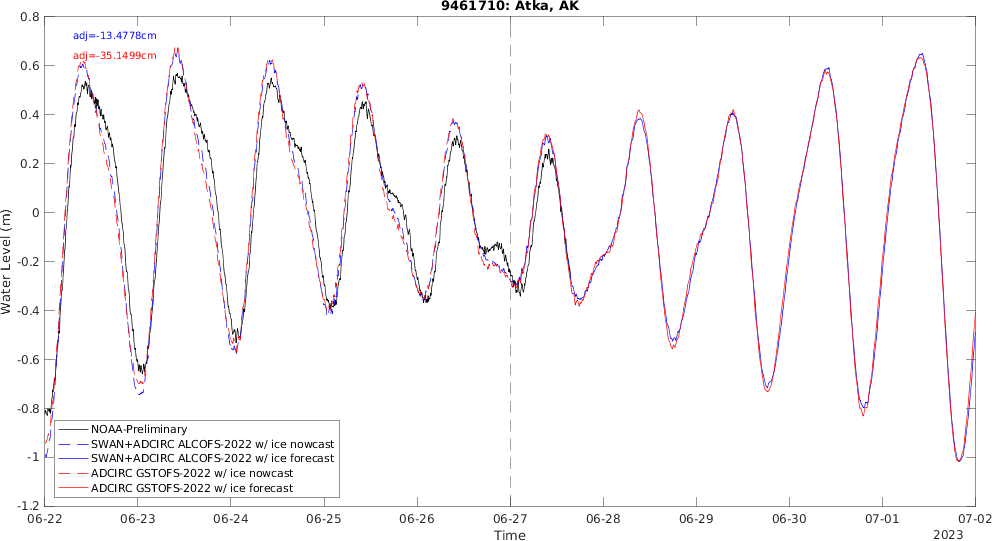 9461710: Atka, AK
0.8
adj=-13.4778cm
adj=-35.1499cm
0.6
0.4
0.2
0
-0.2
-0.4
-0.6
-0.8
-1
-1.2
Water Level (m)
NOAA-Preliminary
SWAN+ADCIRC ALCOFS-2022 w/ ice nowcast
SWAN+ADCIRC ALCOFS-2022 w/ ice forecast
ADCIRC GSTOFS-2022 w/ ice nowcast
ADCIRC GSTOFS-2022 w/ ice forecast
06-22 06-23 06-24 06-25 06-26 06-27 06-28 06-29 06-30 07-01 07-02
Time
2023